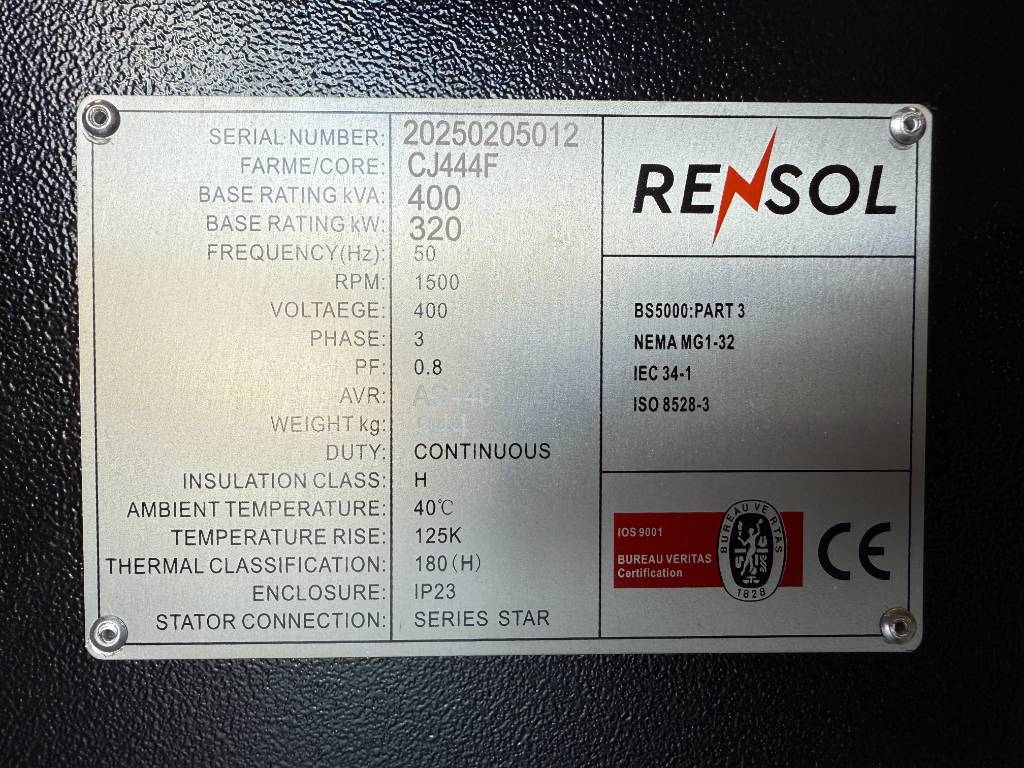 SERIAL NUMBER: 20250205012
FARME/CORE: CJ444F
BASE RATING kVA: 400
BASE RATING kW: 320
FREQUENCY(Hz): 50
RPM: 1500
VOLTAEGE: 400
PHASE: 3
PF: 0.8
AVR:
WEIGHT kg:
DUTY: CONTINUOUS
INSULATION CLASS: H
AMBIENT TEMPERATURE: 40℃
TEMPERATURE RISE: 125K
THERMAL CLASSIFICATION: 180(H)
ENCLOSURE: IP23
STATOR CONNECTION: SERIES STAR
RENSOL
BS5000:PART 3
NEMA MG1-32
IEC 34-1
ISO 8528-3
IOS 9001
BUREAU VERITAS
Certification
BUREAU VERITAS
1828
CE